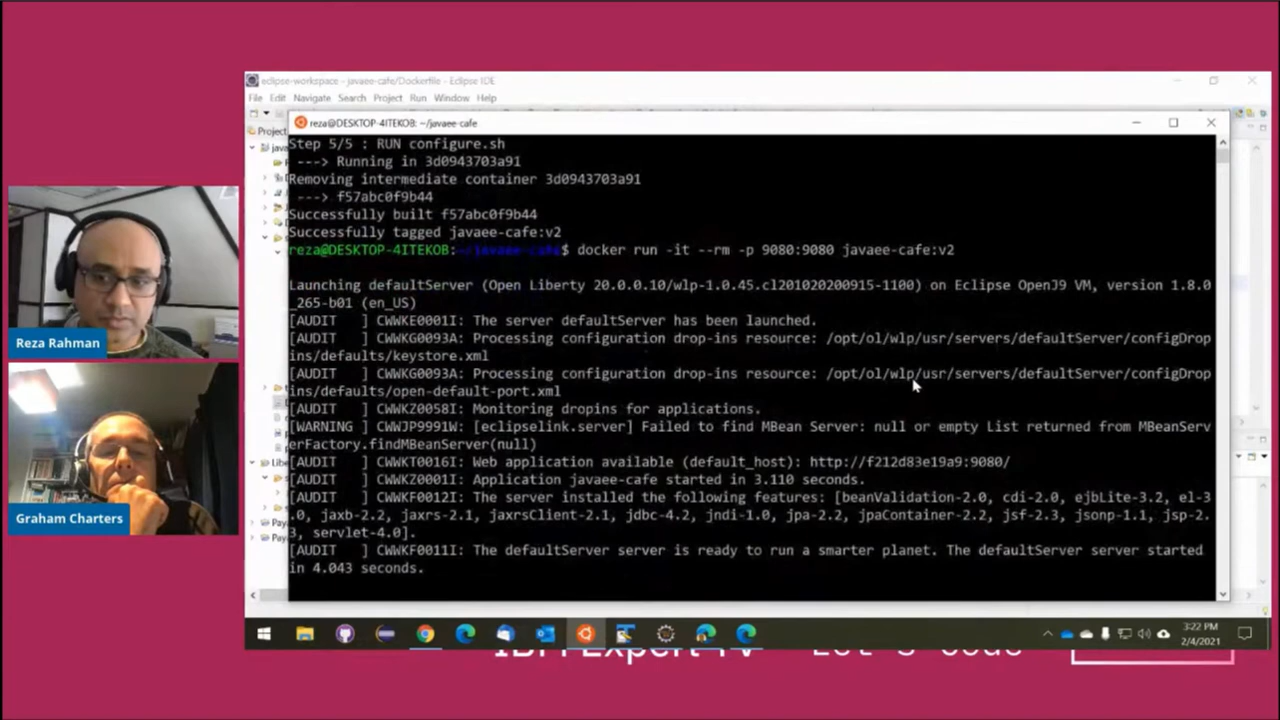 eclipse-workspace - javaee-cafe/Dockerfile - Eclipse IDE
File Edit Navigate Search Project Run Window Help
reza@DESKTOP-4ITEKOB: ~/javaee-cafe
Project
Step 5/5 : RUN configure.sh
---> Running in 3d0943703a91
Removing intermediate container 3d0943703a91
---> f57abc0f9b44
Successfully built f57abc0f9b44
Successfully tagged javaee-cafe:v2
reza@DESKTOP-4ITEKOB:~/javaee-cafe$ docker run -it --rm -p 9080:9080 javaee-cafe:v2
Launching defaultServer (Open Liberty 20.0.0.10/wlp-1.0.45.cl201020200915-1100) on Eclipse OpenJ9 VM, version 1.8.0
_265-b01 (en_US)
[AUDIT   ] CWWKE0001I: The server defaultServer has been launched.
[AUDIT   ] CWWKG0093A: Processing configuration drop-ins resource: /opt/ol/wlp/usr/servers/defaultServer/configDrop
ins/defaults/keystore.xml
[AUDIT   ] CWWKG0093A: Processing configuration drop-ins resource: /opt/ol/wlp/usr/servers/defaultServer/configDrop
ins/defaults/open-default-port.xml
[AUDIT   ] CWWKZ0058I: Monitoring dropins for applications.
[WARNING ] CWWJP9991W: [eclipselink.server] Failed to find MBean Server: null or empty List returned from MBeanServ
erFactory.findMBeanServer(null)
[AUDIT   ] CWWKT0016I: Web application available (default_host): http://f212d83e19a9:9080/
[AUDIT   ] CWWKZ0001I: Application javaee-cafe started in 3.110 seconds.
[AUDIT   ] CWWKF0012I: The server installed the following features: [beanValidation-2.0, cdi-2.0, ejbLite-3.2, el-3
.0, jaxb-2.2, jaxrs-2.1, jaxrsClient-2.1, jdbc-4.2, jndi-1.0, jpa-2.2, jpaContainer-2.2, jsf-2.3, jsonp-1.1, jsp-2.
3, servlet-4.0].
[AUDIT   ] CWWKF0011I: The defaultServer server is ready to run a smarter planet. The defaultServer server started
in 4.043 seconds.
Reza Rahman
Graham Charters
3:22 PM
2/4/2021
IBM Expert TV Let's Code